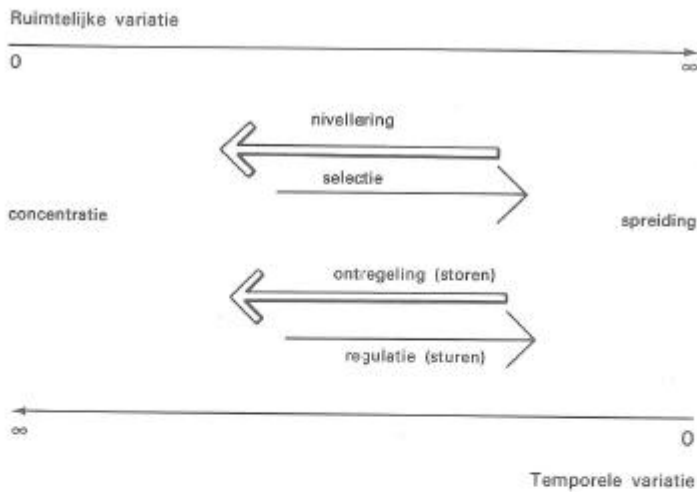 Ruimtelijke variatie
0 ∞
nivellering
selectie
concentratie spreiding
ontregeling (storen)
regulatie (sturen)
∞ 0
Temporele variatie